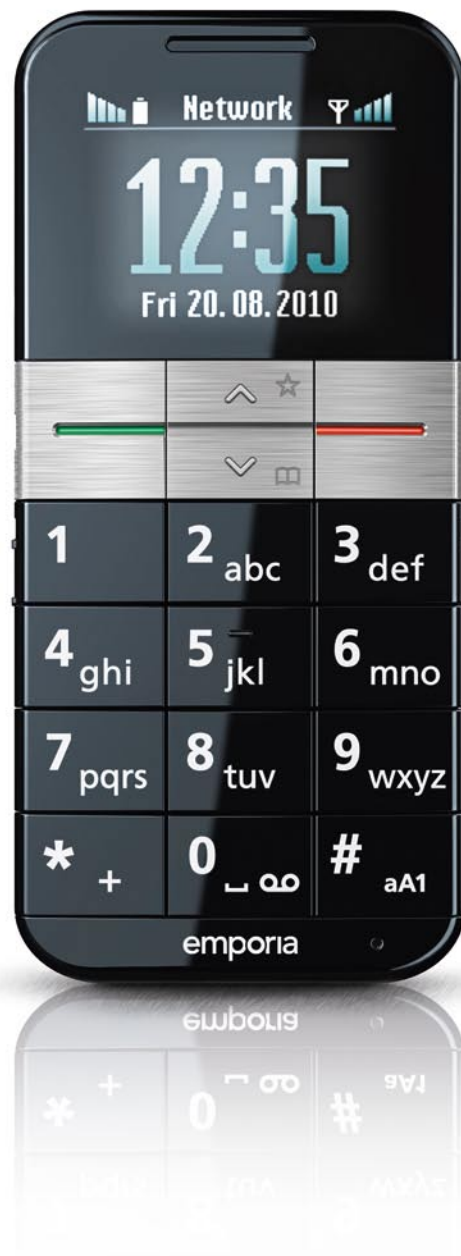 Network
12:35
Fri 20.08.2010
1 2 abc 3 def
4 ghi 5 jkl 6 mno
7 pqrs 8 tuv 9 wxyz
* + 0 # aA1
emporia